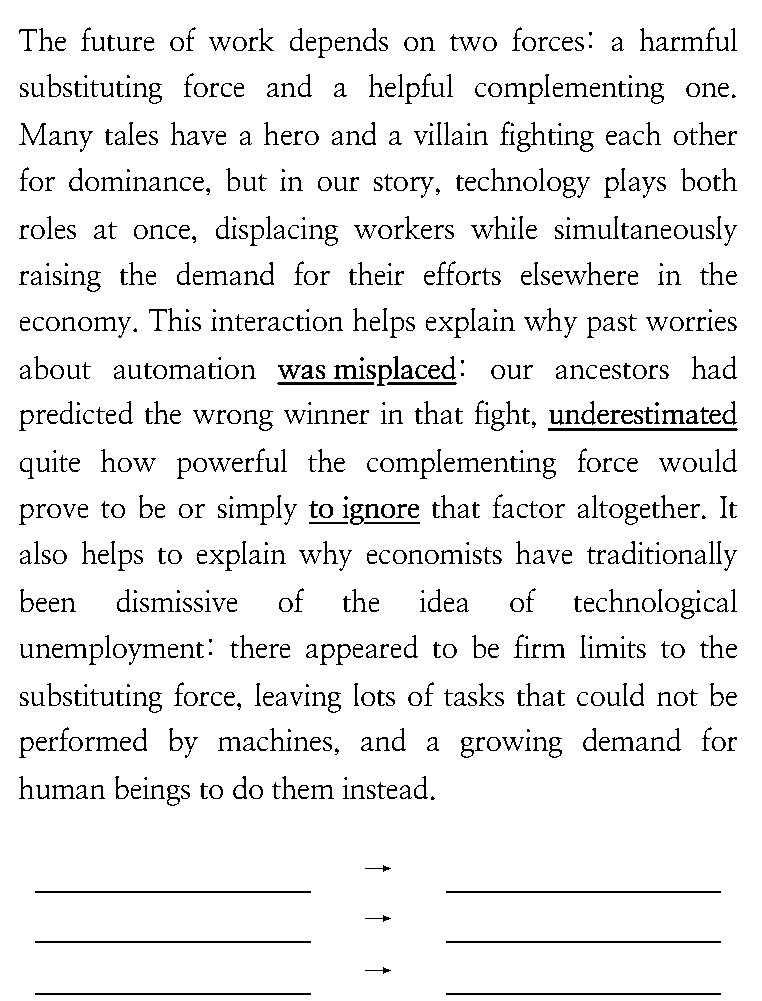 The future of work depends on two forces: a harmful
substituting force and a helpful complementing one.
Many tales have a hero and a villain fighting each other
for dominance, but in our story, technology plays both
roles at once, displacing workers while simultaneously
raising the demand for their efforts elsewhere in the
economy. This interaction helps explain why past worries
about automation was misplaced: our ancestors had
predicted the wrong winner in that fight, underestimated
quite how powerful the complementing force would
prove to be or simply to ignore that factor altogether. It
also helps to explain why economists have traditionally
been dismissive of the idea of technological
unemployment: there appeared to be firm limits to the
substituting force, leaving lots of tasks that could not be
performed by machines, and a growing demand for
human beings to do them instead.
→
→
→